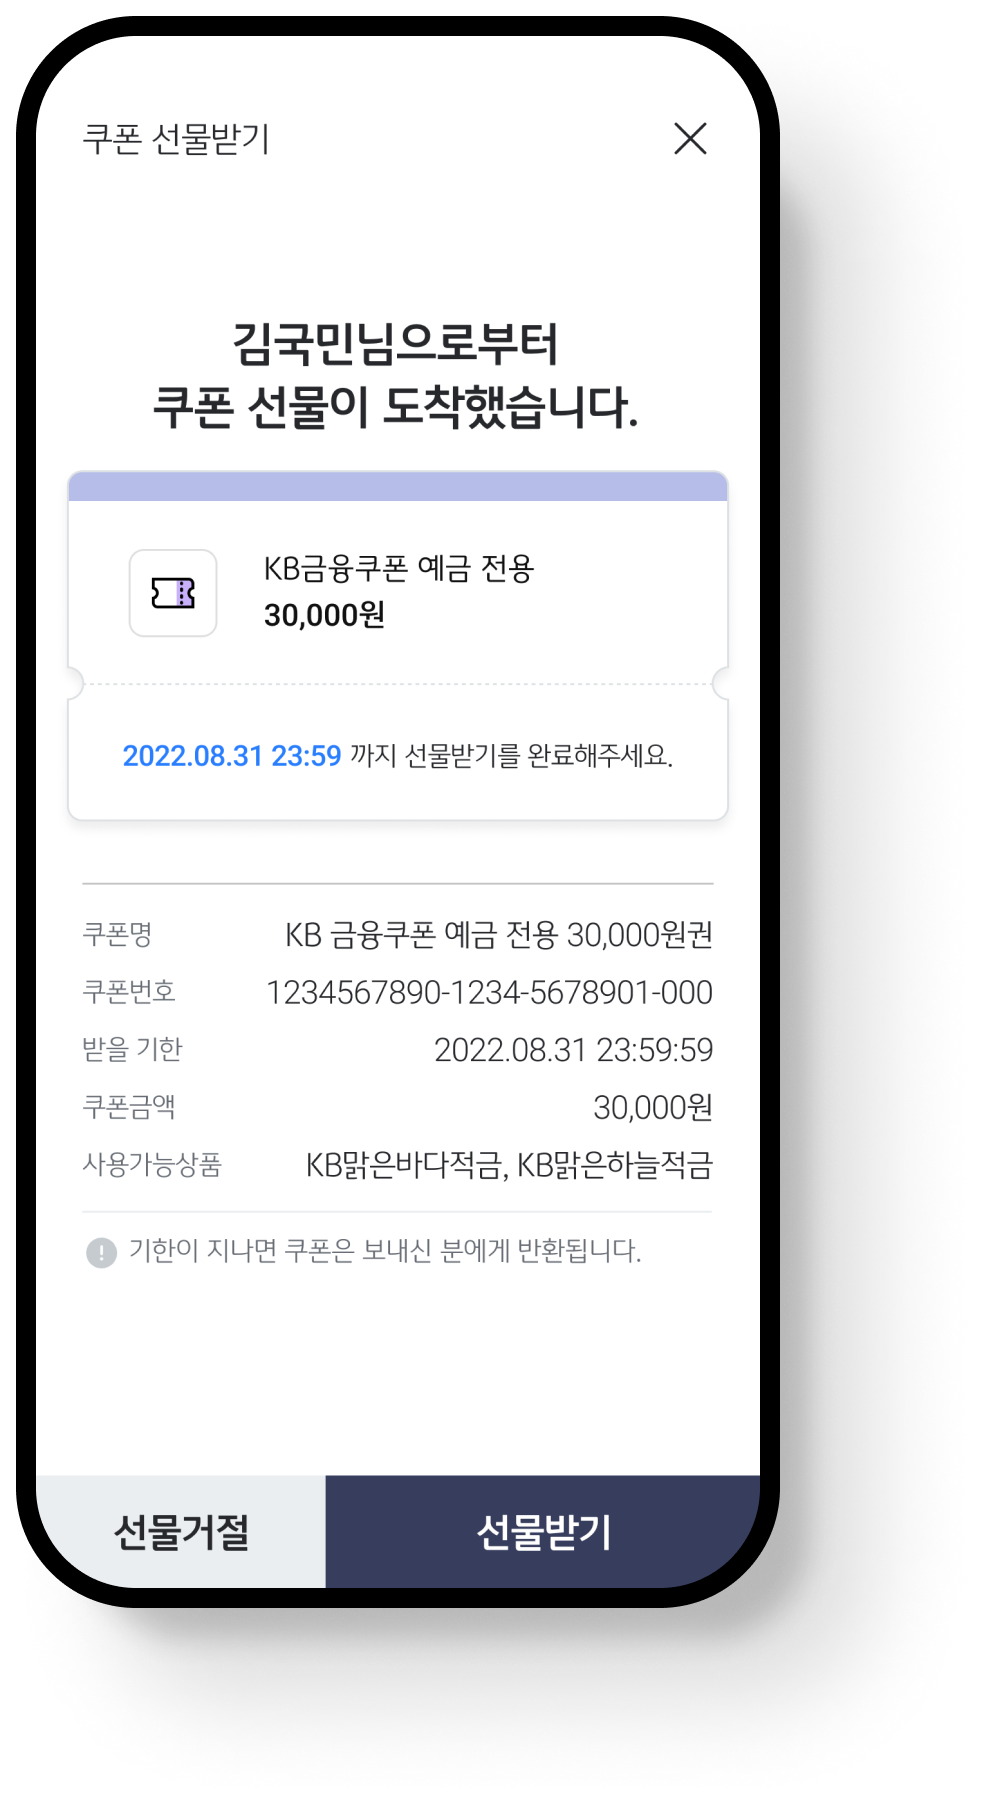 쿠폰 선물받기
김국민님으로부터
쿠폰 선물이 도착했습니다.
KB금융쿠폰 예금 전용
30,000원
2022.08.31 23:59 까지 선물받기를 완료해주세요.
쿠폰명 KB 금융쿠폰 예금 전용 30,000원권
쿠폰번호 1234567890-1234-5678901-000
받을 기한 2022.08.31 23:59:59
쿠폰금액 30,000원
사용가능상품 KB맑은바다적금, KB맑은하늘적금
기한이 지나면 쿠폰은 보내신 분에게 반환됩니다.
선물거절 선물받기